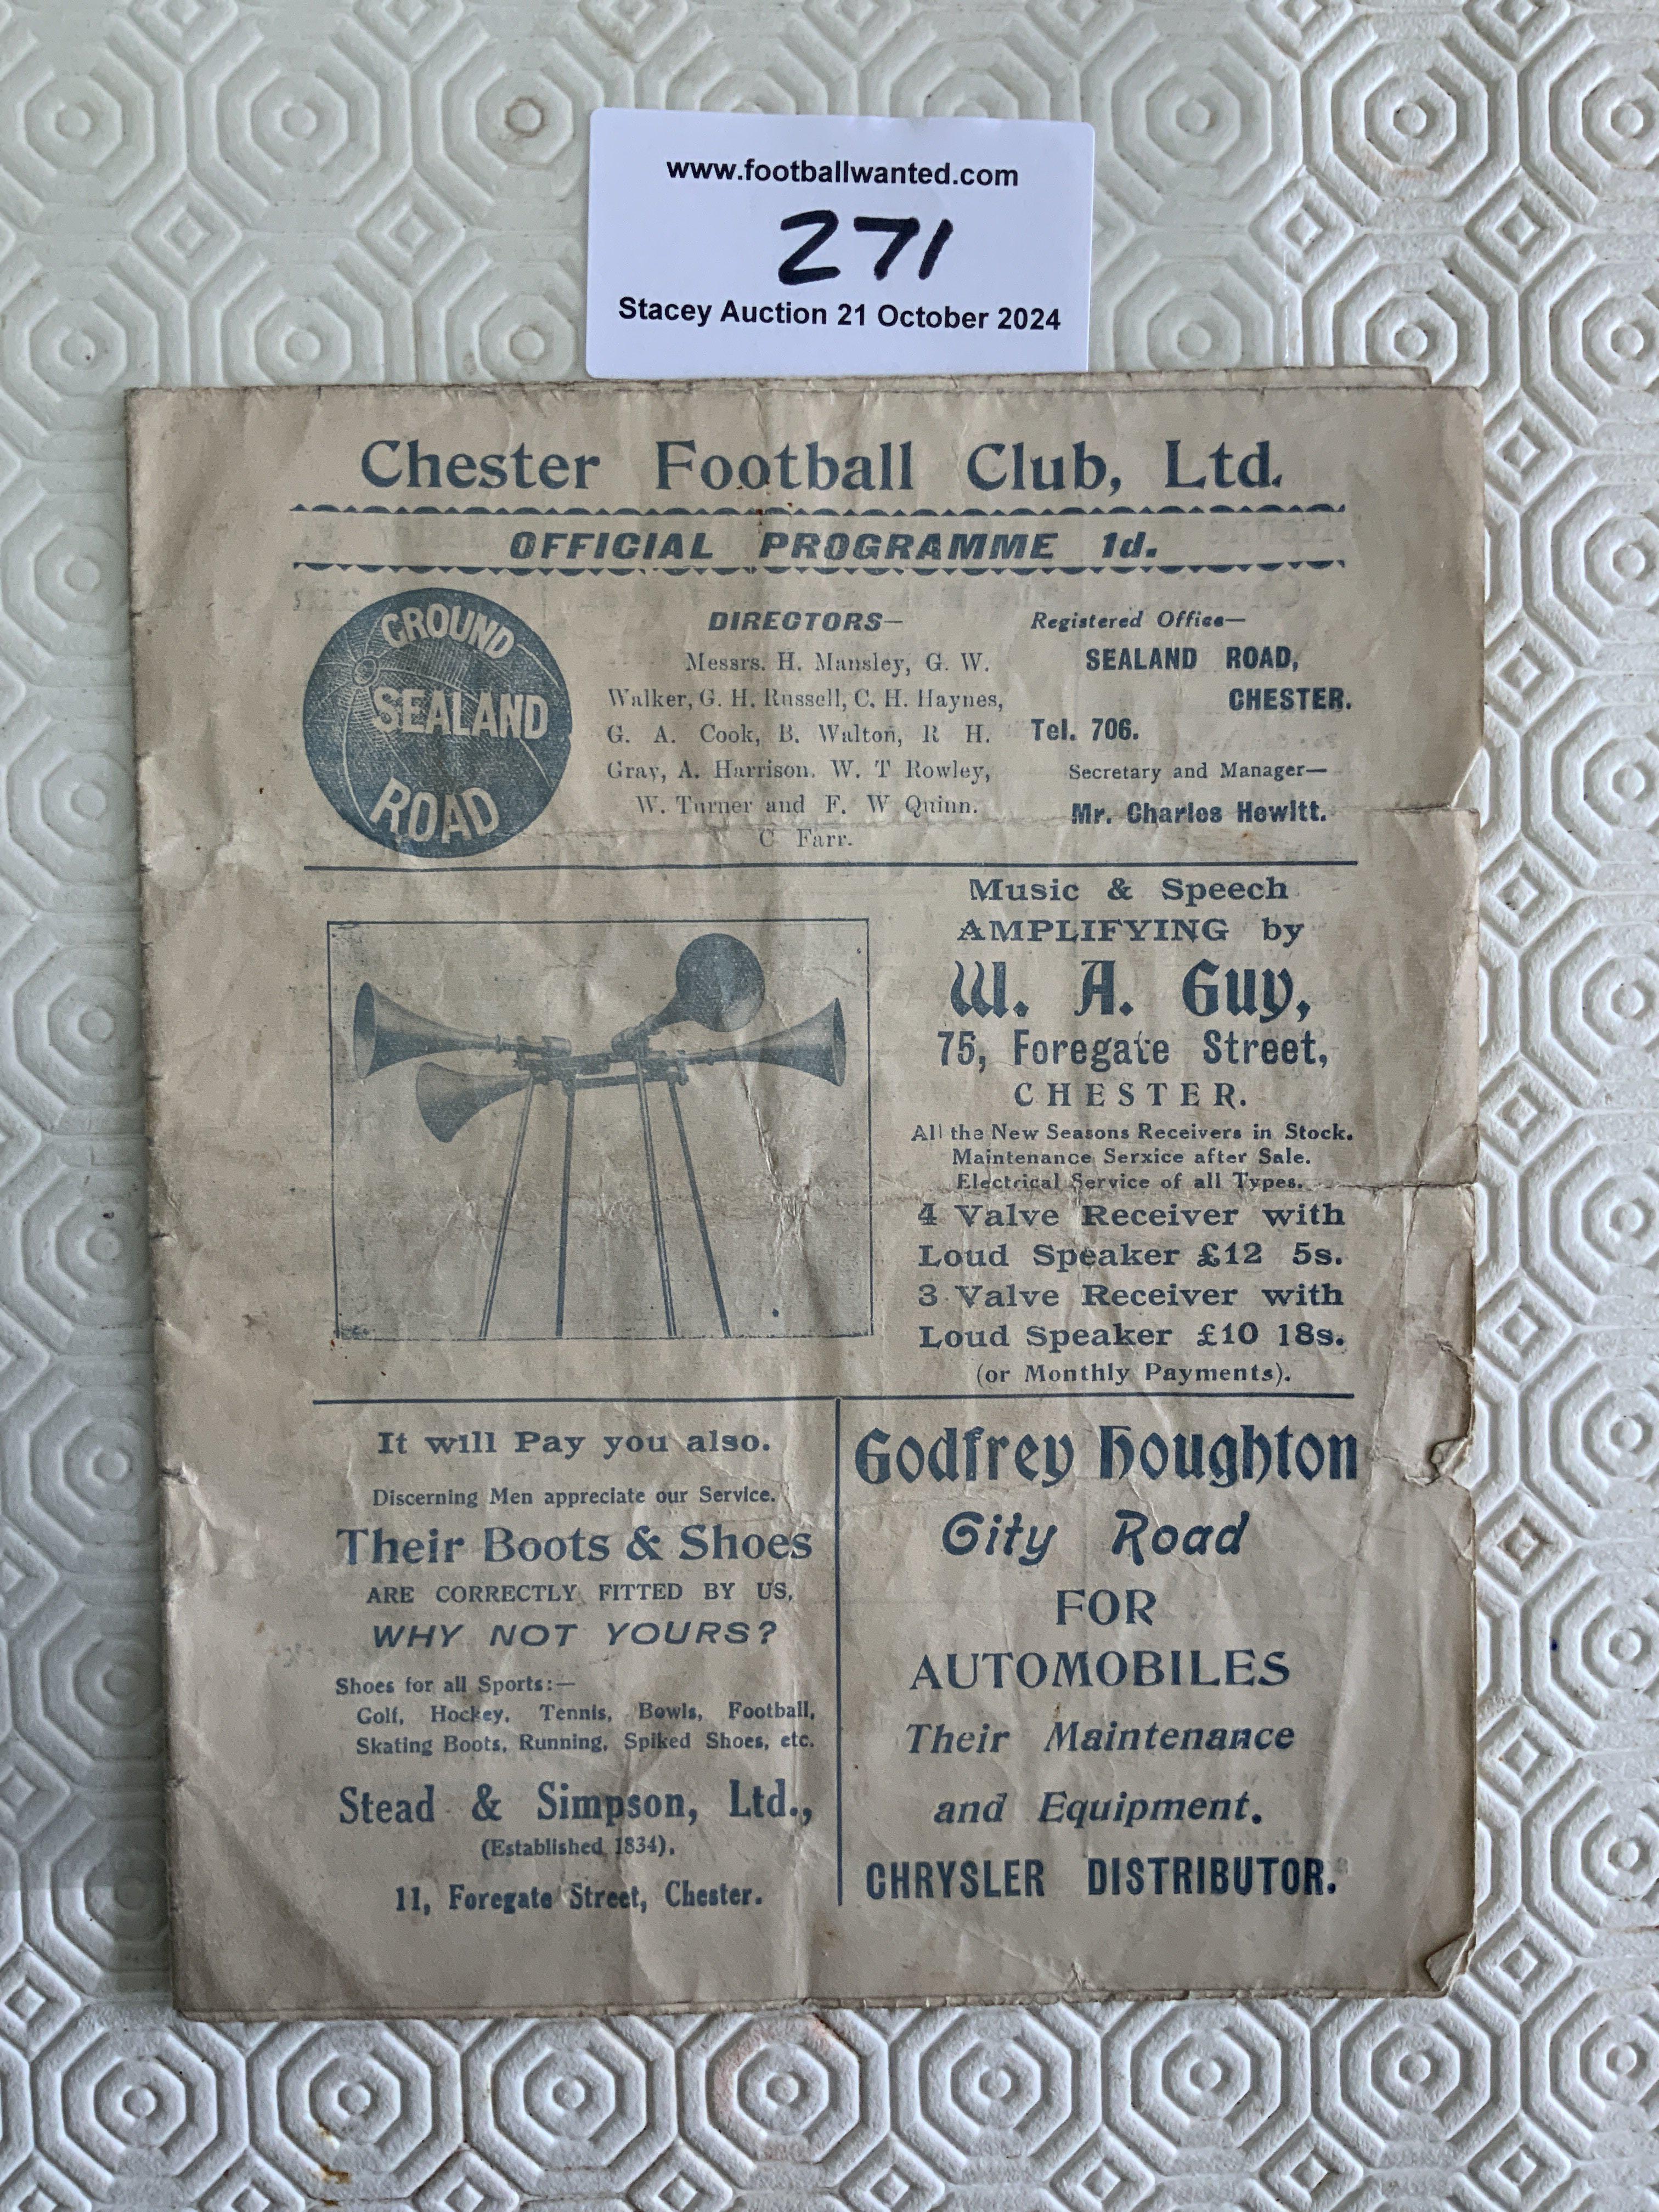 www.footballwanted.com
271
Stacey Auction 21 October 2024
Chester Football Club, Ltd.
OFFICIAL PROGRAMME 1d.
GROUND
SEALAND
ROAD
DIRECTORS—
Messrs. H. Mansley, G. W.
Walker, G. H. Russell, C. H. Haynes,
G. A. Cook, B. Walton, R H.
Gray, A. Harrison. W. T Rowley,
W. Turner and F. W Quinn.
C Farr.
Registered Office—
SEALAND ROAD,
CHESTER.
Tel. 706.
Secretary and Manager—
Mr. Charles Hewitt.
Music & Speech
AMPLIFYING by
W. A. Guy,
75, Foregate Street,
CHESTER.
All the New Seasons Receivers in Stock.
Maintenance Serxice after Sale.
Electrical Service of all Types.
4 Valve Receiver with
Loud Speaker £12 5s.
3 Valve Receiver with
Loud Speaker £10 18s.
(or Monthly Payments).
It will Pay you also.
Discerning Men appreciate our Service.
Their Boots & Shoes
ARE CORRECTLY FITTED BY US,
WHY NOT YOURS?
Shoes for all Sports:—
Golf, Hockey, Tennis, Bowls, Football,
Skating Boots, Running, Spiked Shoes, etc.
Stead & Simpson, Ltd.,
(Established 1834),
11, Foregate Street, Chester.
Godfrey Houghton
City Road
FOR
AUTOMOBILES
Their Maintenance
and Equipment.
CHRYSLER DISTRIBUTOR.